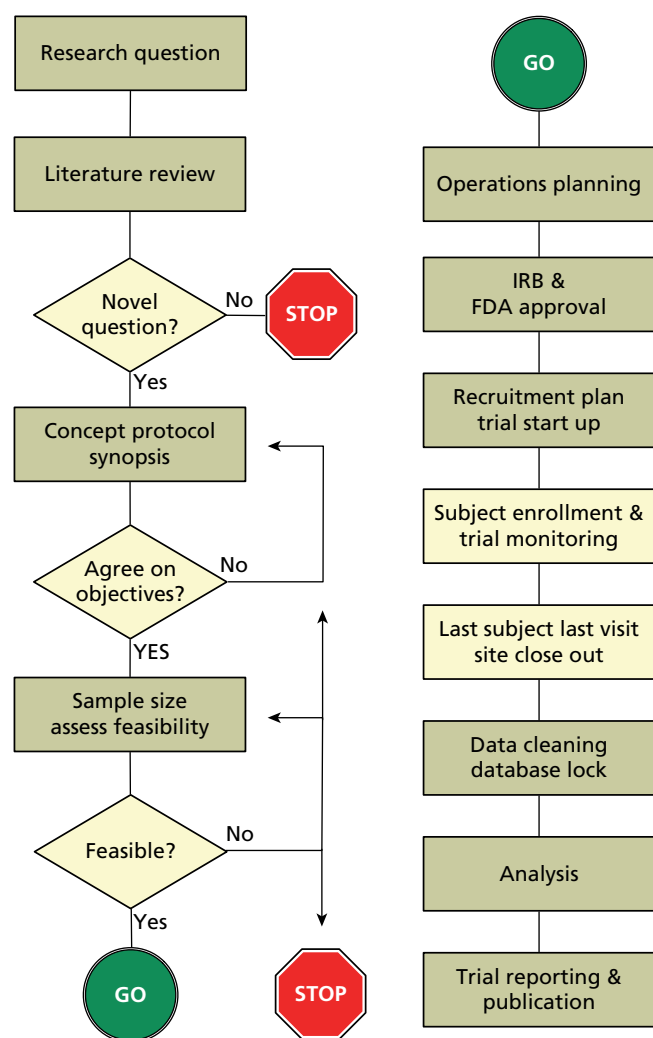 Research question
Literature review
Novel
question?
No
STOP
Yes
Concept protocol
synopsis
Agree on
objectives?
No
YES
Sample size
assess feasibility
Feasible?
No
Yes
GO
STOP
GO
Operations planning
IRB &
FDA approval
Recruitment plan
trial start up
Subject enrollment &
trial monitoring
Last subject last visit
site close out
Data cleaning
database lock
Analysis
Trial reporting &
publication